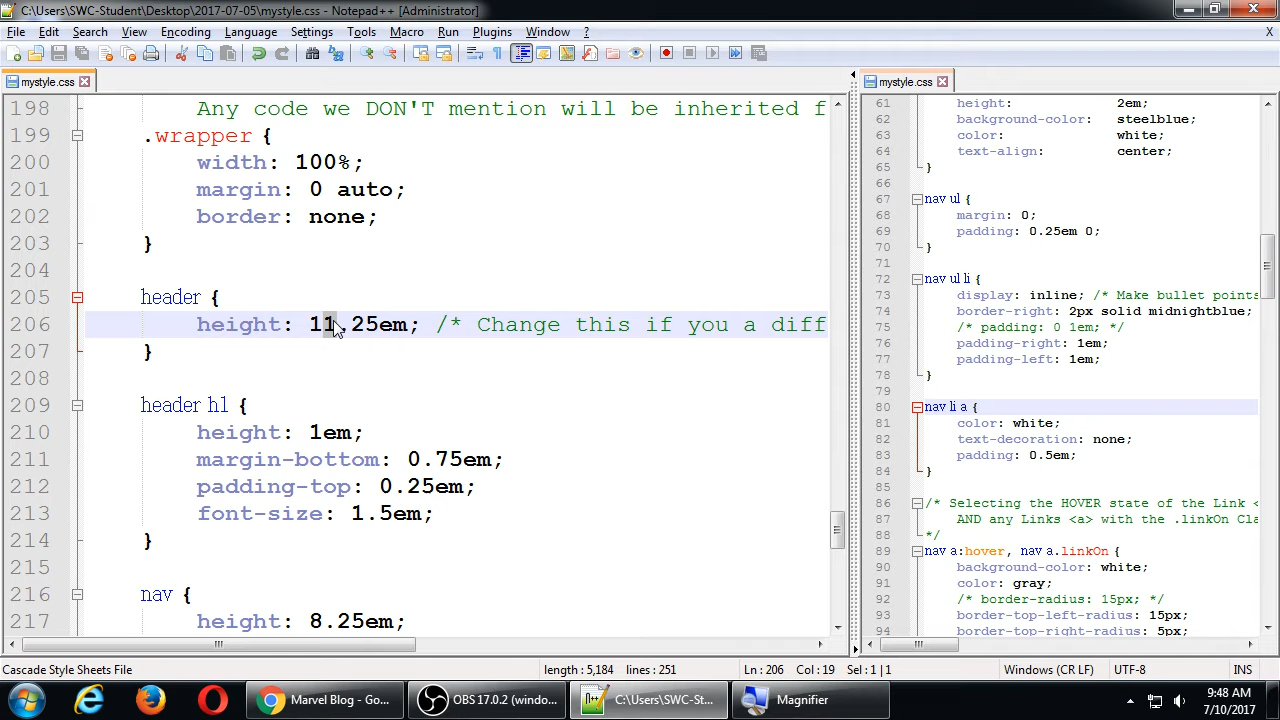 C:\Users\SWC-Student\Desktop\2017-07-05\mystyle.css - Notepad++ [Administrator]
File Edit Search View Encoding Language Settings Tools Macro Run Plugins Window ? X
mystyle.css
198 Any code we DON'T mention will be inherited f
199 .wrapper {
200 width: 100%;
201 margin: 0 auto;
202 border: none;
203 }
204
205 header {
206 height: 11.25em; /* Change this if you a diff
207 }
208
209 header h1 {
210 height: 1em;
211 margin-bottom: 0.75em;
212 padding-top: 0.25em;
213 font-size: 1.5em;
214 }
215
216 nav {
217 height: 8.25em;
mystyle.css
61 height: 2em;
62 background-color: steelblue;
63 color: white;
64 text-align: center;
65 }
66
67 nav ul {
68 margin: 0;
69 padding: 0.25em 0;
70 }
71
72 nav ul li {
73 display: inline; /* Make bullet points
74 border-right: 2px solid midnightblue;
75 /* padding: 0 1em; */
76 padding-right: 1em;
77 padding-left: 1em;
78 }
79
80 nav li a {
81 color: white;
82 text-decoration: none;
83 padding: 0.5em;
84 }
85
86 /* Selecting the HOVER state of the Link <
87 AND any Links <a> with the .linkOn Cla
88 */
89 nav a:hover, nav a.linkOn {
90 background-color: white;
91 color: gray;
92 /* border-radius: 15px; */
93 border-top-left-radius: 15px;
94 border-top-right-radius: 5px;
Cascade Style Sheets File length : 5,184 lines : 251 Ln : 206 Col : 19 Sel : 1 | 1 Windows (CR LF) UTF-8 INS
Marvel Blog - Go... OBS 17.0.2 (windo... C:\Users\SWC-St... Magnifier 9:48 AM
7/10/2017